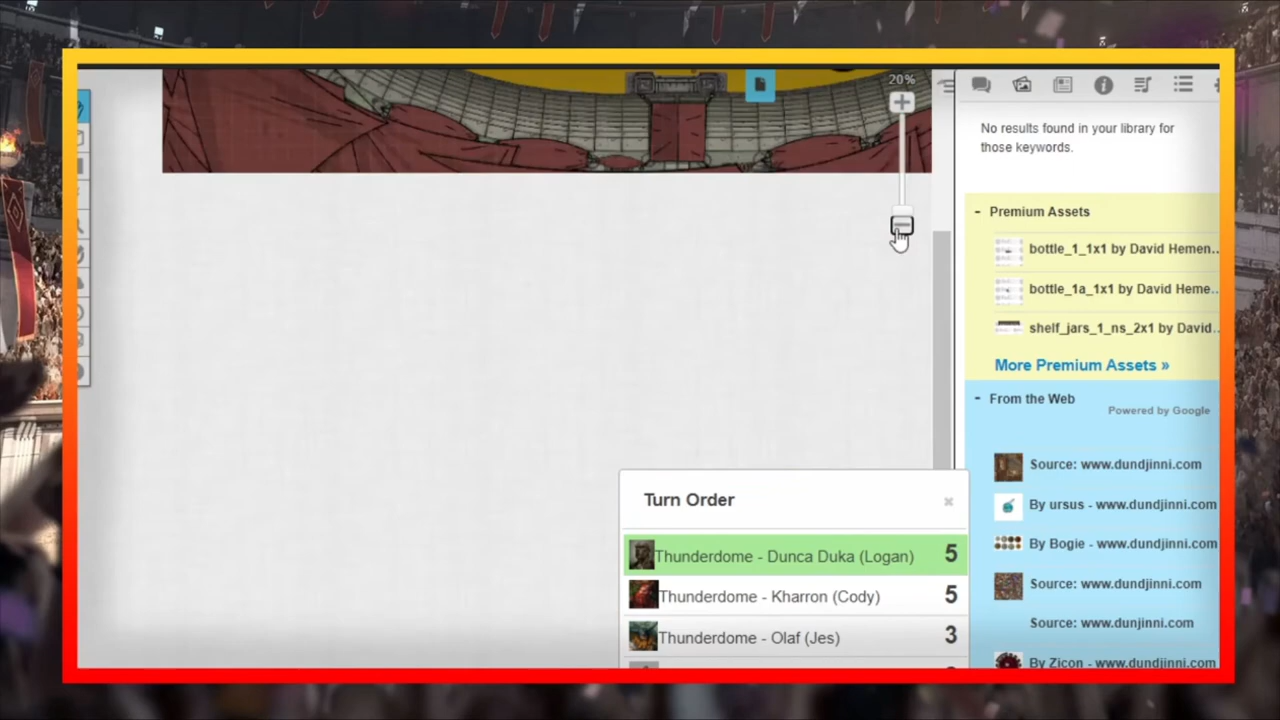 20%
No results found in your library for
those keywords.
- Premium Assets
bottle_1_1x1 by David Hemen...
bottle_1a_1x1 by David Heme...
shelf_jars_1_ns_2x1 by David...
More Premium Assets »
- From the Web
Powered by Google
Source: www.dundjinni.com
By ursus - www.dundjinni.com
By Bogie - www.dundjinni.com
Source: www.dundjinni.com
Source: www.dunjinni.com
By Zicon - www.dundjinni.com
Turn Order
Thunderdome - Dunca Duka (Logan) 5
Thunderdome - Kharron (Cody) 5
Thunderdome - Olaf (Jes) 3